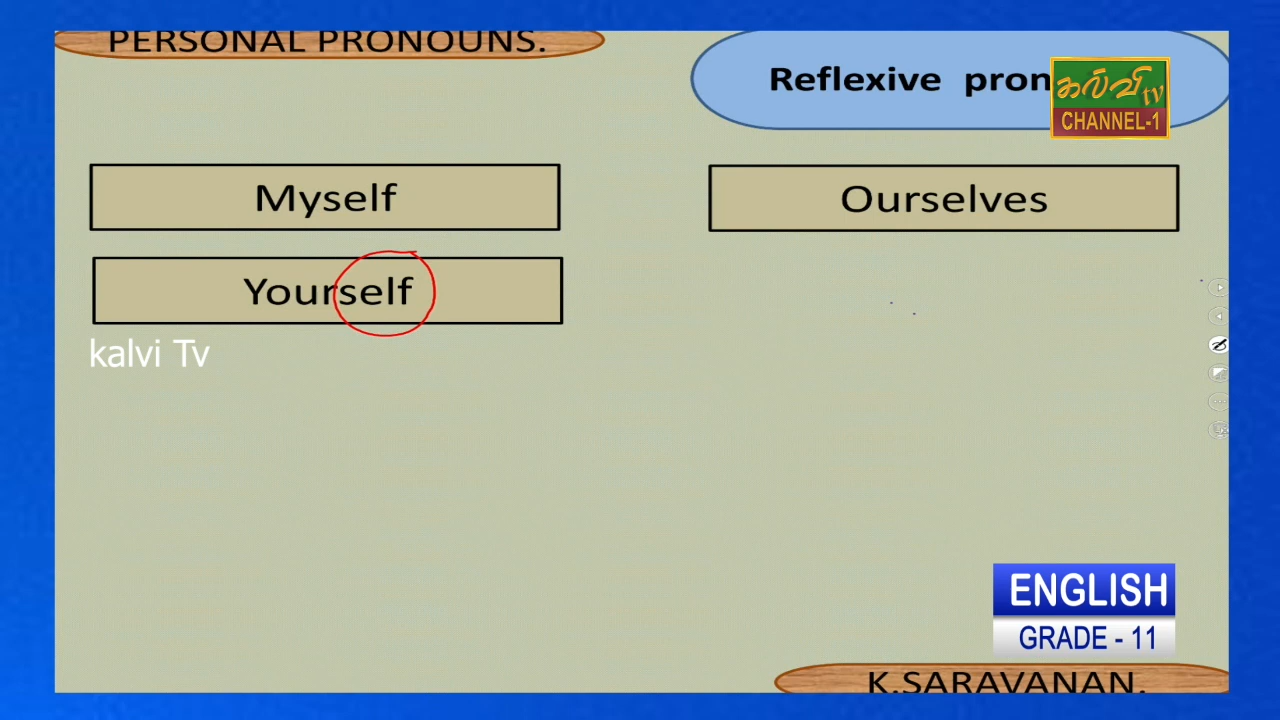 PERSONAL PRONOUNS.
Reflexive pron
கல்வி tv
CHANNEL-1
Myself
Ourselves
Yourself
kalvi Tv
ENGLISH
GRADE - 11
K.SARAVANAN.